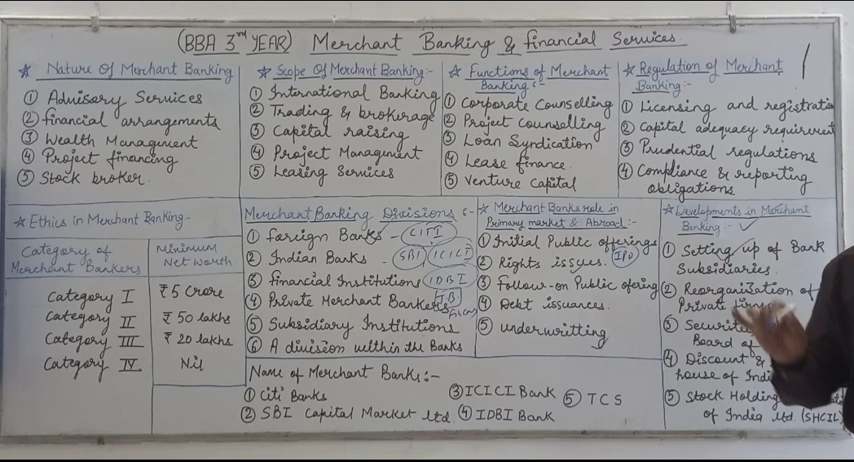 (BBA 3rd YEAR) Merchant Banking & financial Services
☆ Nature Of Merchant Banking
① Advisory Services
② financial arrangements
③ Wealth Management
④ Project financing
⑤ Stock broker.
☆ Scope Of Merchant Banking:-
① International Banking
② Trading & brokerage
③ Capital raising
④ Project Management
⑤ Leasing Services
☆ Functions of Merchant
Banking:-
① Corporate Counselling
② Project counselling
③ Loan Syndication
④ Lease finance.
⑤ Venture Capital
☆ Regulation of Merchant
Banking:-
① Licensing and registration
② Capital adequacy requirement
③ Prudential regulations
④ Compliance & reporting
obligations
☆ Ethics in Merchant Banking:-
Category of
Merchant Bankers
Minimum
Net worth
Category I ₹ 5 Crore
Category II ₹ 50 lakhs
Category III ₹ 20 lakhs
Category IV Nil
Merchant Banking Divisions:-
① foreign Banks - CITI
② Indian Banks - SBI ICICI
③ financial Institutions IDBI
④ Private Merchant Bankers
⑤ Subsidiary Institutions
⑥ A division within the Banks
☆ Merchant Banks role in
Primary market & Abroad:-
① Initial Public offerings
② Rights issues. IPO
③ Follow-on Public offering
④ Debt issuances.
⑤ underwritting
☆ Developments in Merchant
Banking:-
① Setting up of Bank
Subsidiaries.
② Reorganization of
Private
③
Board of
④ Discount &
house of
⑤ Stock Holding
of India Ltd. (SHCIL)
Name of Merchant Banks:-
① Citi Banks
② SBI Capital Market Ltd.
③ ICICI Bank
④ IDBI Bank
⑤ TCS